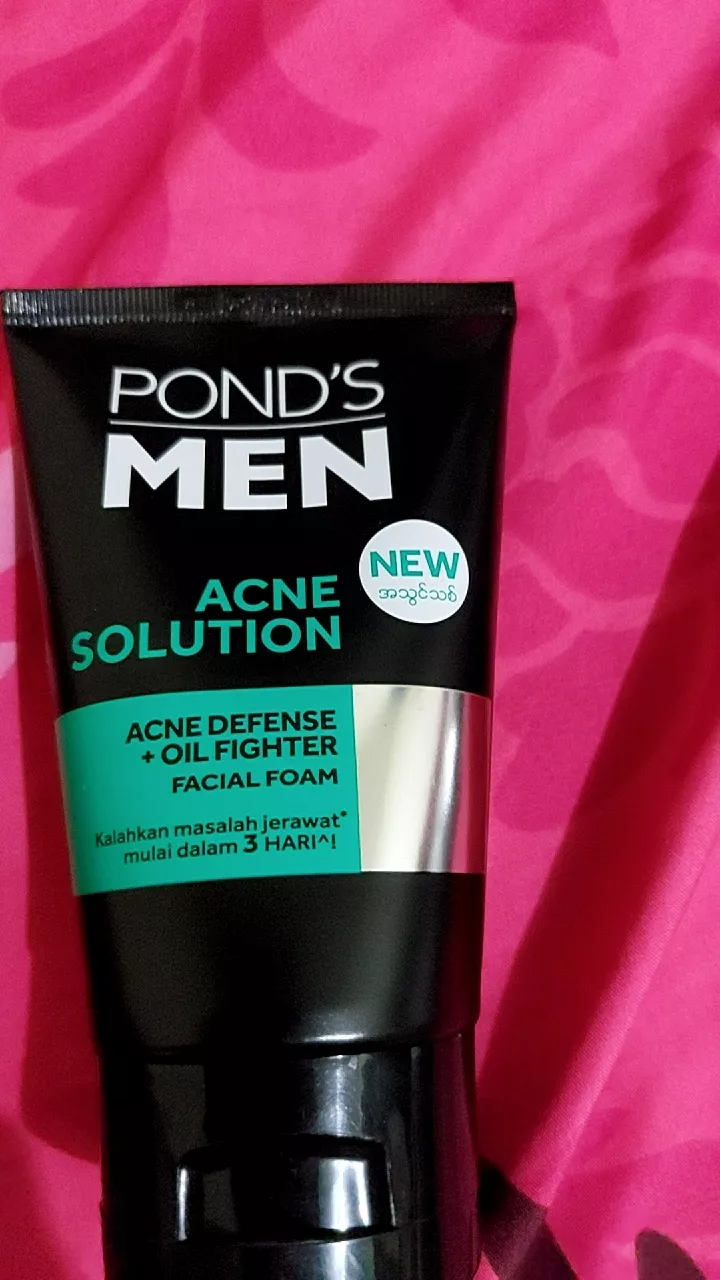 POND'S
MEN
NEW
အသွင်သစ်
ACNE
SOLUTION
ACNE DEFENSE
+ OIL FIGHTER
FACIAL FOAM
Kalahkan masalah jerawat*
mulai dalam 3 HARI^!